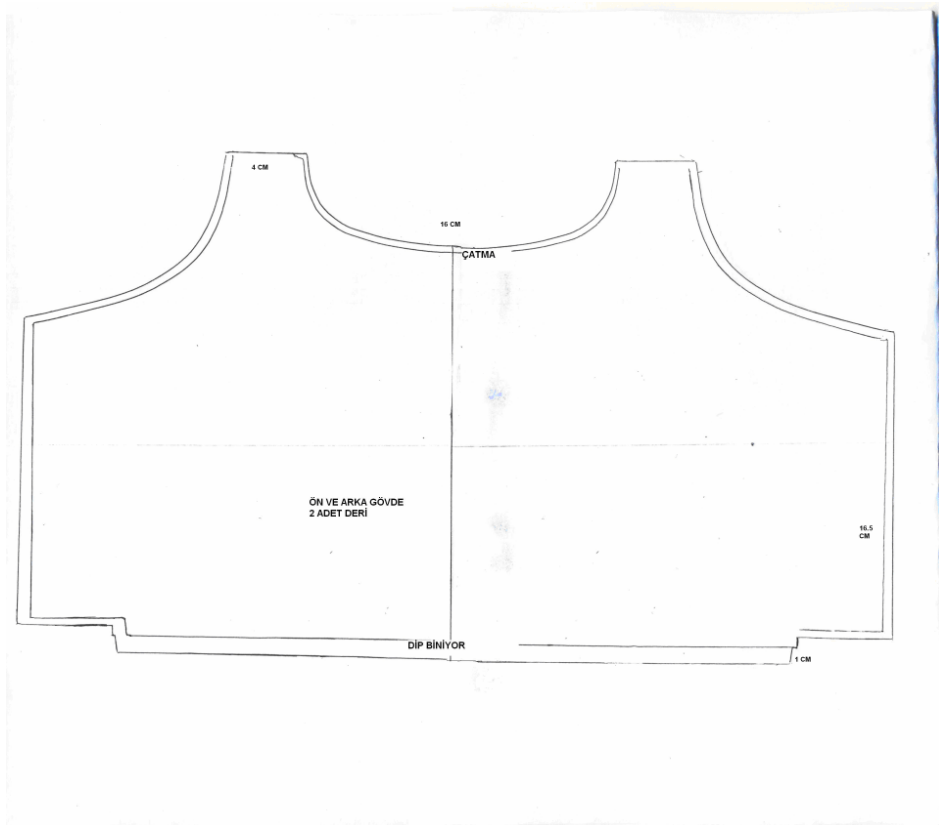 4 CM
16 CM
ÇATMA
ÖN VE ARKA GÖVDE
2 ADET DERİ
16.5
CM
DİP BİNİYOR
1 CM